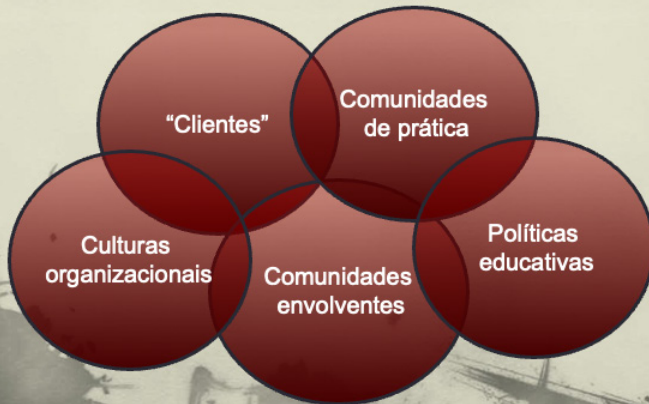 “Clientes”
Comunidades
de prática
Culturas
organizacionais
Comunidades
envolventes
Políticas
educativas